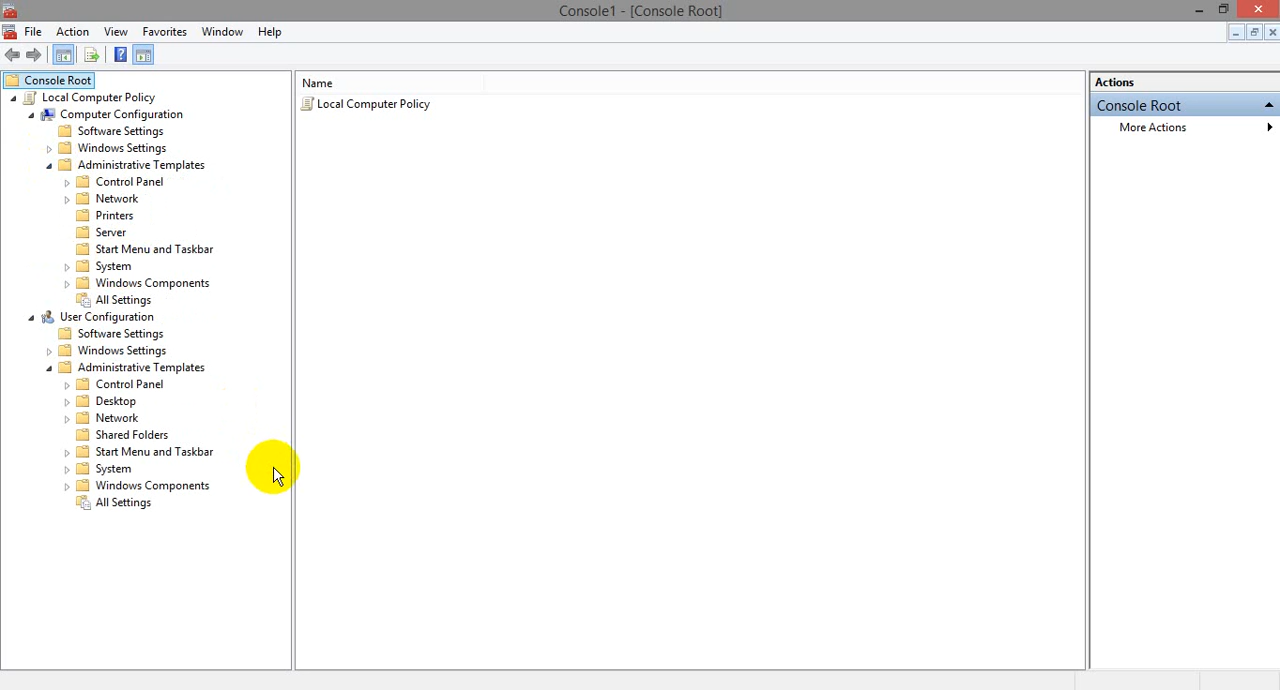 Console1 - [Console Root]
File Action View Favorites Window Help
Console Root
Local Computer Policy
Computer Configuration
Software Settings
Windows Settings
Administrative Templates
Control Panel
Network
Printers
Server
Start Menu and Taskbar
System
Windows Components
All Settings
User Configuration
Software Settings
Windows Settings
Administrative Templates
Control Panel
Desktop
Network
Shared Folders
Start Menu and Taskbar
System
Windows Components
All Settings
Name
Local Computer Policy
Actions
Console Root
More Actions